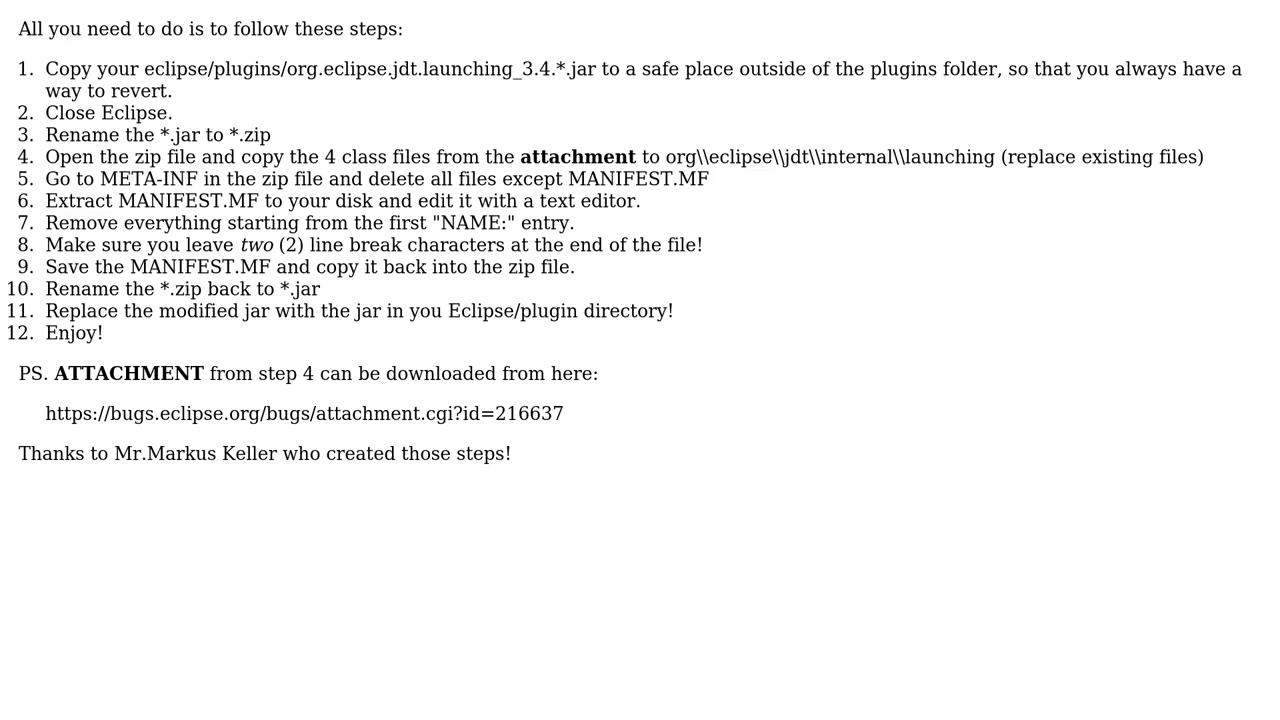 All you need to do is to follow these steps:
1. Copy your eclipse/plugins/org.eclipse.jdt.launching_3.4.*.jar to a safe place outside of the plugins folder, so that you always have a
way to revert.
2. Close Eclipse.
3. Rename the *.jar to *.zip
4. Open the zip file and copy the 4 class files from the attachment to org\\eclipse\\jdt\\internal\\launching (replace existing files)
5. Go to META-INF in the zip file and delete all files except MANIFEST.MF
6. Extract MANIFEST.MF to your disk and edit it with a text editor.
7. Remove everything starting from the first "NAME:" entry.
8. Make sure you leave two (2) line break characters at the end of the file!
9. Save the MANIFEST.MF and copy it back into the zip file.
10. Rename the *.zip back to *.jar
11. Replace the modified jar with the jar in you Eclipse/plugin directory!
12. Enjoy!
PS. ATTACHMENT from step 4 can be downloaded from here:
https://bugs.eclipse.org/bugs/attachment.cgi?id=216637
Thanks to Mr.Markus Keller who created those steps!